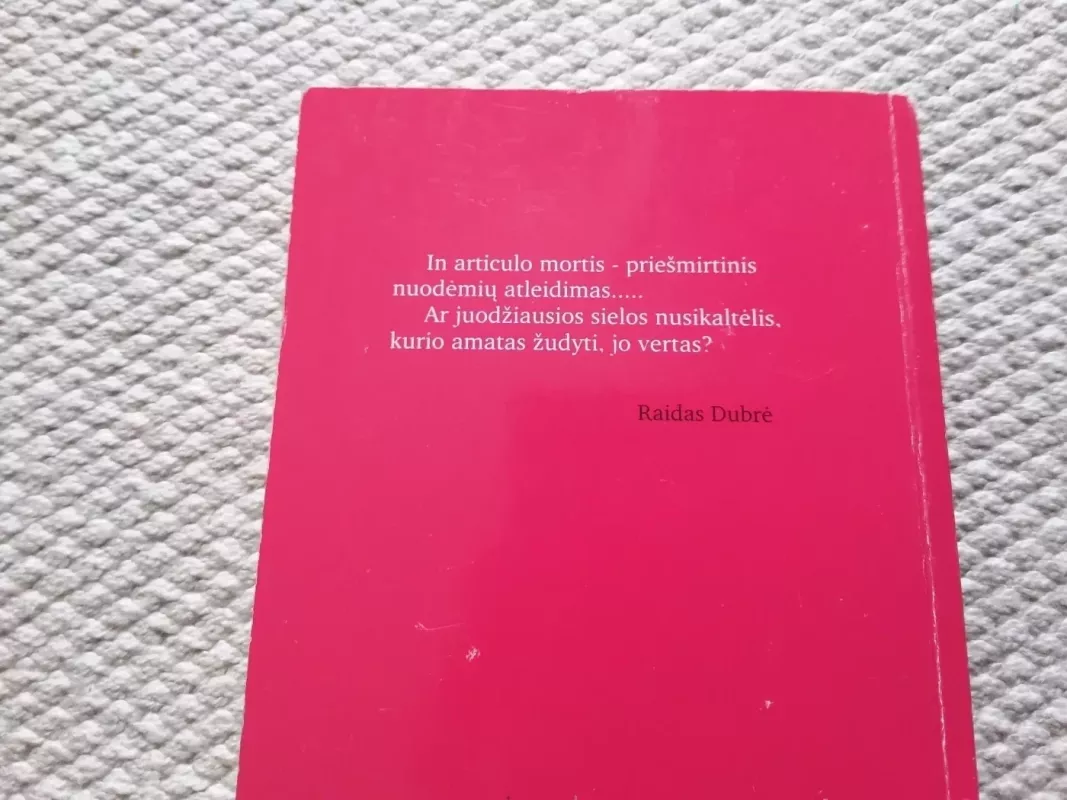 In articulo mortis - priešmirtinis
nuodėmių atleidimas.....
Ar juodžiausios sielos nusikaltėlis,
kurio amatas žudyti, jo vertas?
Raidas Dubrė